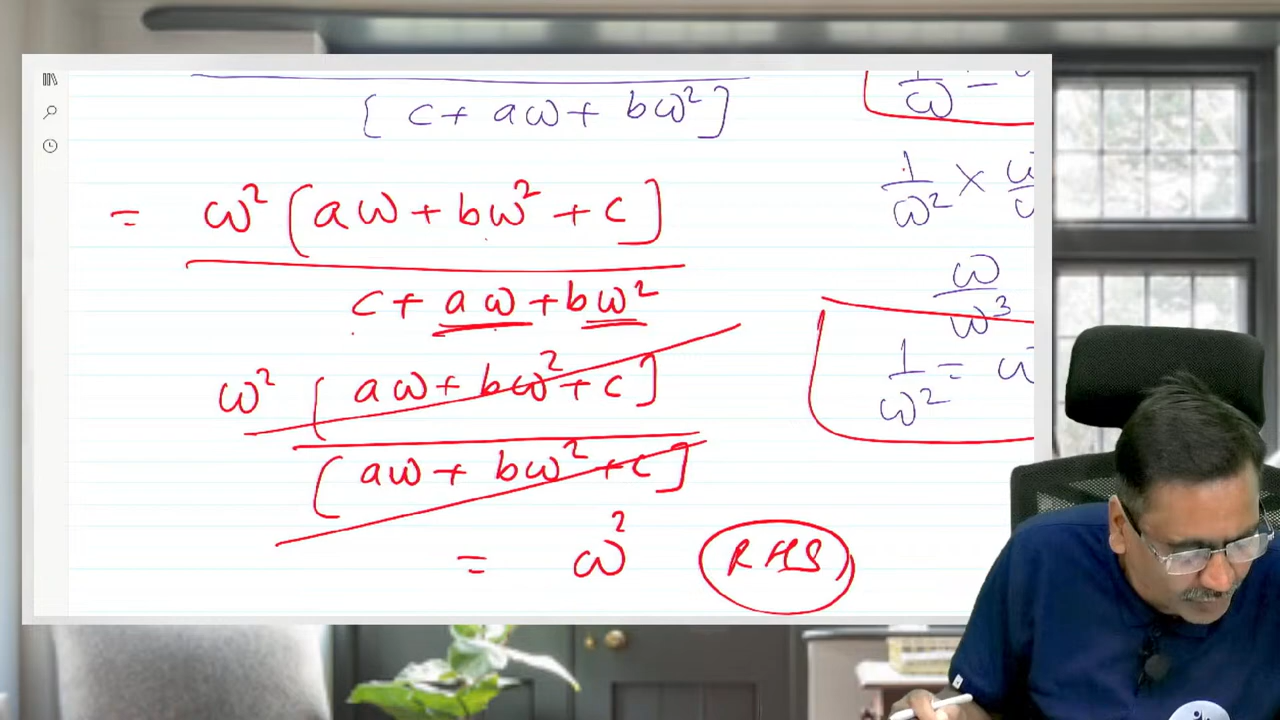 [ c + aω + bω² ]
= ω² [ aω + bω² + c ]
c + aω + bω²
ω² [ aω + bω² + c ]
[ aω + bω² + c ]
= ω² RHS
1/ω =
1/ω² ×
ω/ω³
1/ω² =